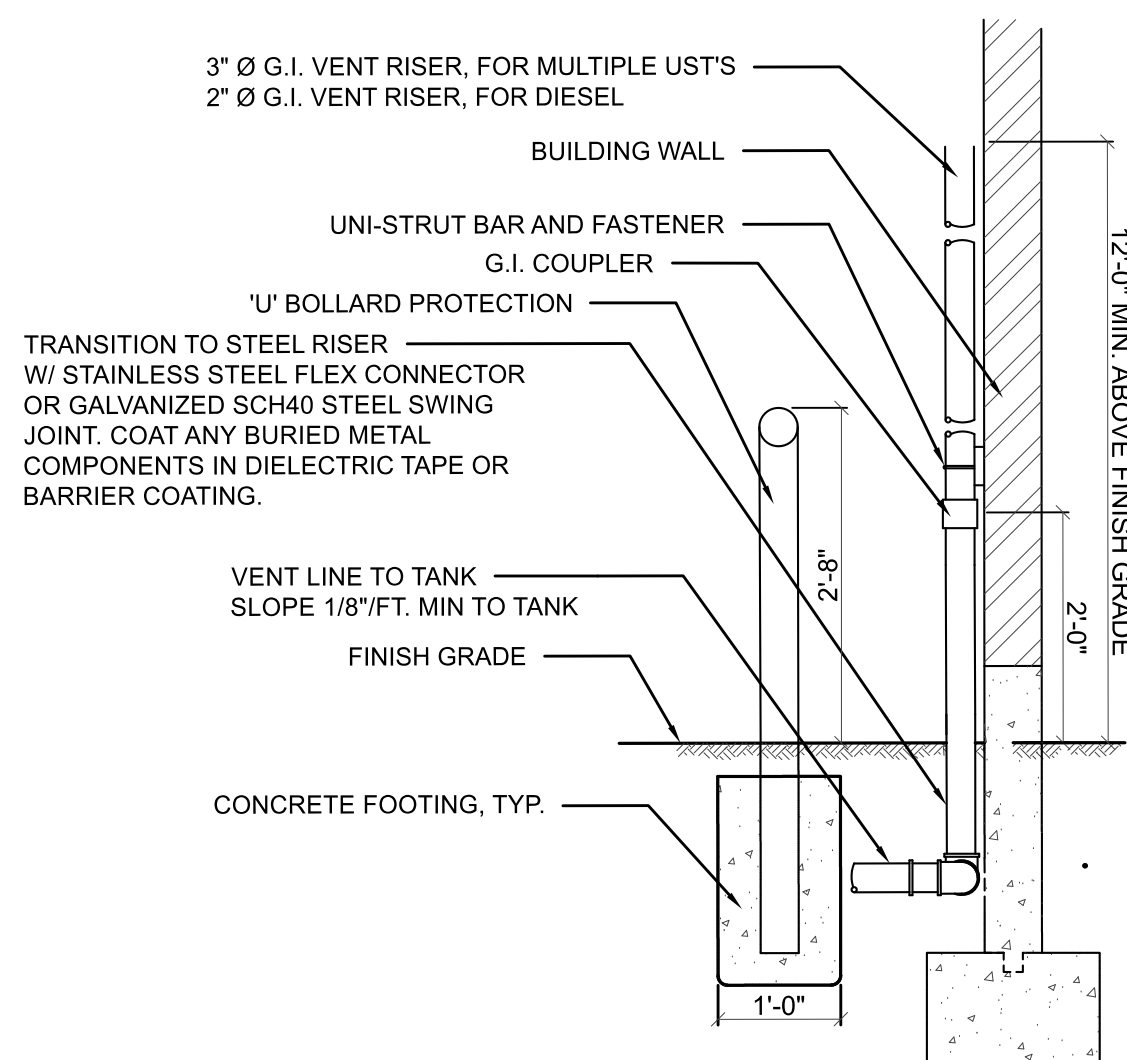 3" Ø G.I. VENT RISER, FOR MULTIPLE UST'S
2" Ø G.I. VENT RISER, FOR DIESEL
BUILDING WALL
UNI-STRUT BAR AND FASTENER
G.I. COUPLER
'U' BOLLARD PROTECTION
TRANSITION TO STEEL RISER
W/ STAINLESS STEEL FLEX CONNECTOR
OR GALVANIZED SCH40 STEEL SWING
JOINT. COAT ANY BURIED METAL
COMPONENTS IN DIELECTRIC TAPE OR
BARRIER COATING.
VENT LINE TO TANK
SLOPE 1/8"/FT. MIN TO TANK
FINISH GRADE
CONCRETE FOOTING, TYP.
2'-8"
1'-0"
2'-0"
12'-0" MIN. ABOVE FINISH GRADE